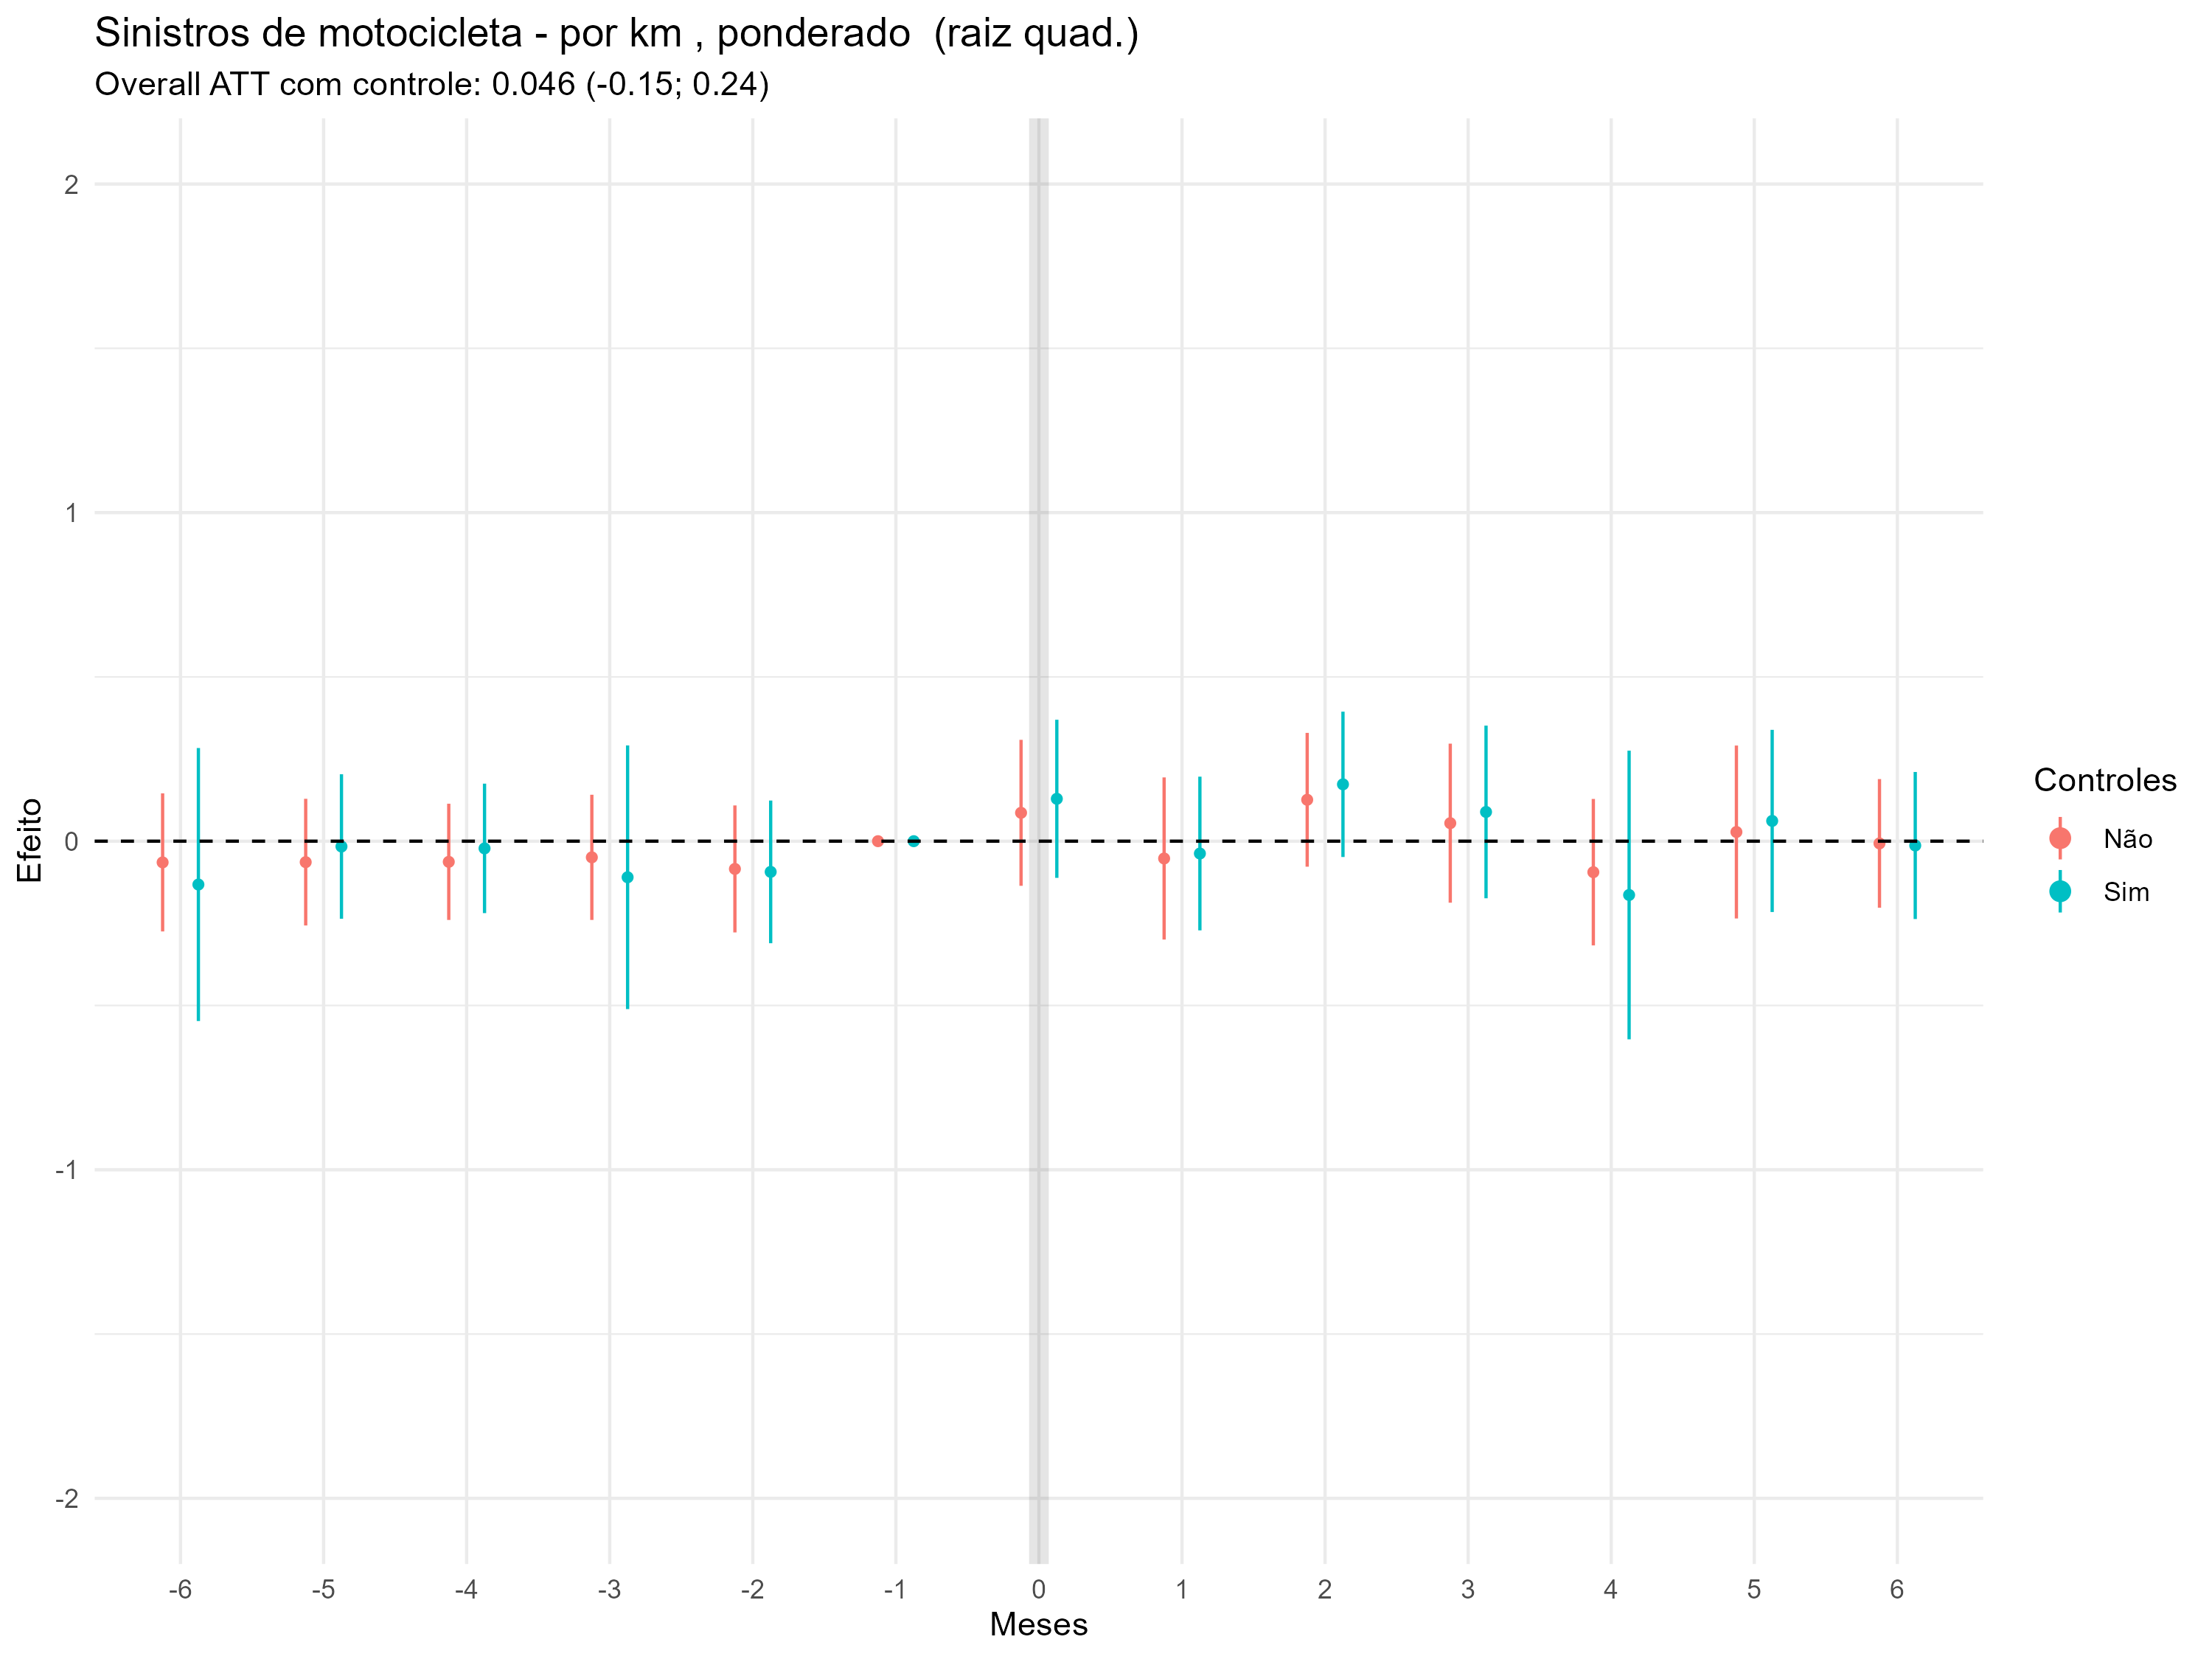 Sinistros de motocicleta - por km , ponderado  (raiz quad.)
Overall ATT com controle: 0.046 (-0.15; 0.24)
2
1
0
-1
-2
Efeito
-6 -5 -4 -3 -2 -1 0 1 2 3 4 5 6
Meses
Controles
Não
Sim